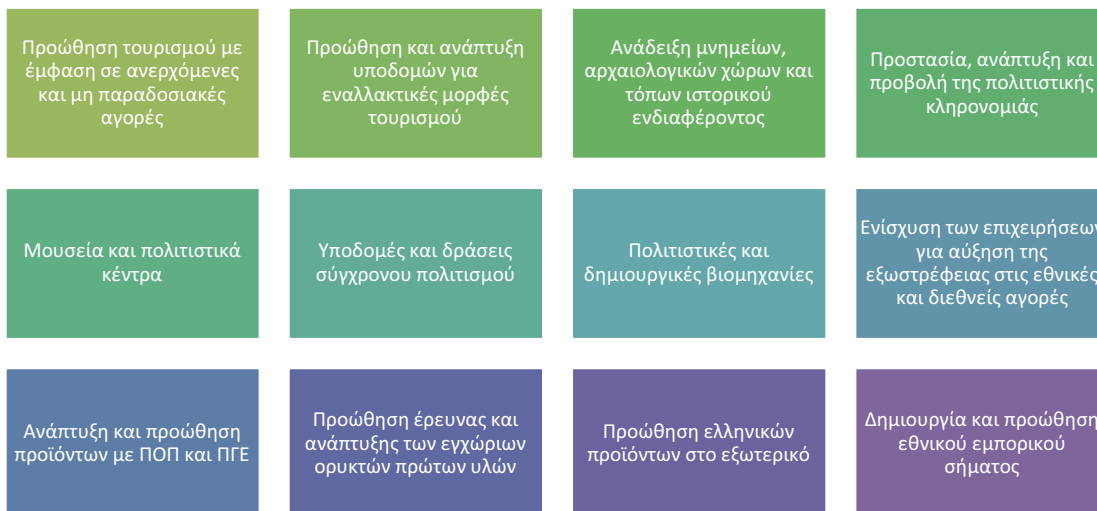 Προώθηση τουρισμού με
έμφαση σε ανερχόμενες
και μη παραδοσιακές
αγορές
Προώθηση και ανάπτυξη
υποδομών για
εναλλακτικές μορφές
τουρισμού
Ανάδειξη μνημείων,
αρχαιολογικών χώρων και
τόπων ιστορικού
ενδιαφέροντος
Προστασία, ανάπτυξη και
προβολή της πολιτιστικής
κληρονομιάς
Μουσεία και πολιτιστικά
κέντρα
Υποδομές και δράσεις
σύγχρονου πολιτισμού
Πολιτιστικές και
δημιουργικές βιομηχανίες
Ενίσχυση των επιχειρήσεων
για αύξηση της
εξωστρέφειας στις εθνικές
και διεθνείς αγορές
Ανάπτυξη και προώθηση
προϊόντων με ΠΟΠ και ΠΓΕ
Προώθηση έρευνας και
ανάπτυξης των εγχώριων
ορυκτών πρώτων υλών
Προώθηση ελληνικών
προϊόντων στο εξωτερικό
Δημιουργία και προώθηση
εθνικού εμπορικού
σήματος